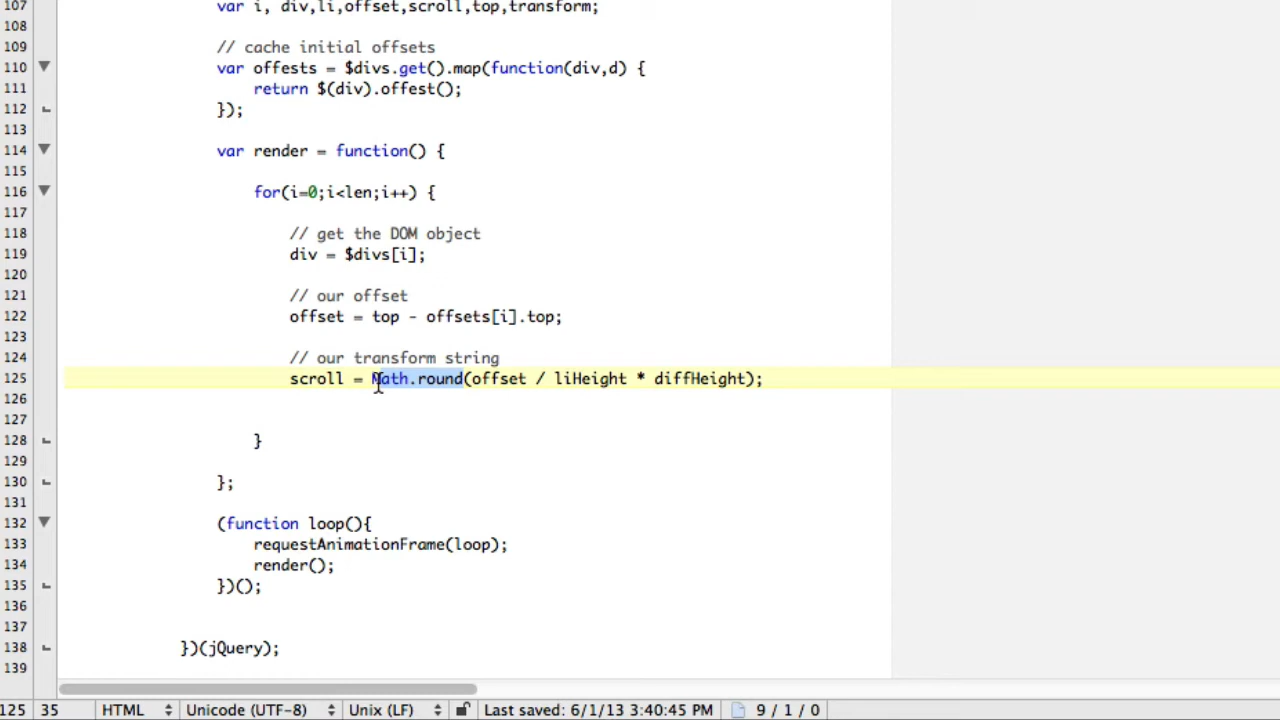 107 var i, div,li,offset,scroll,top,transform;
108
109 // cache initial offsets
110 var offests = $divs.get().map(function(div,d) {
111 return $(div).offest();
112 });
113
114 var render = function() {
115
116 for(i=0;i<len;i++) {
117
118 // get the DOM object
119 div = $divs[i];
120
121 // our offset
122 offset = top - offsets[i].top;
123
124 // our transform string
125 scroll = Math.round(offset / liHeight * diffHeight);
126
127
128 }
129
130 };
131
132 (function loop(){
133 requestAnimationFrame(loop);
134 render();
135 })();
136
137
138 })(jQuery);
139
125 35 HTML Unicode (UTF-8) Unix (LF) Last saved: 6/1/13 3:40:45 PM 9 / 1 / 0